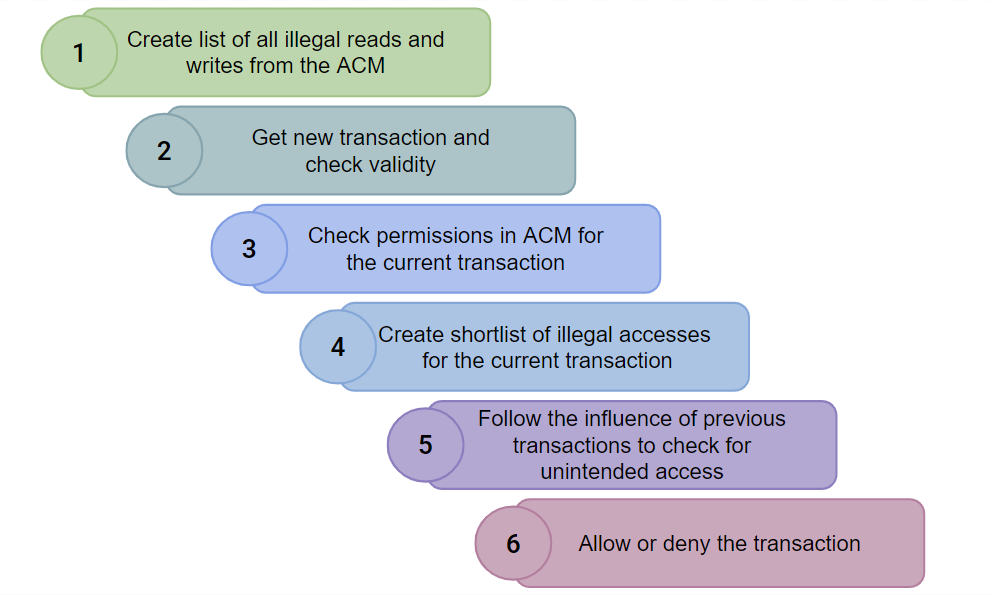 1
Create list of all illegal reads and
writes from the ACM
2
Get new transaction and
check validity
3
Check permissions in ACM for
the current transaction
4
Create shortlist of illegal accesses
for the current transaction
5
Follow the influence of previous
transactions to check for
unintended access
6
Allow or deny the transaction